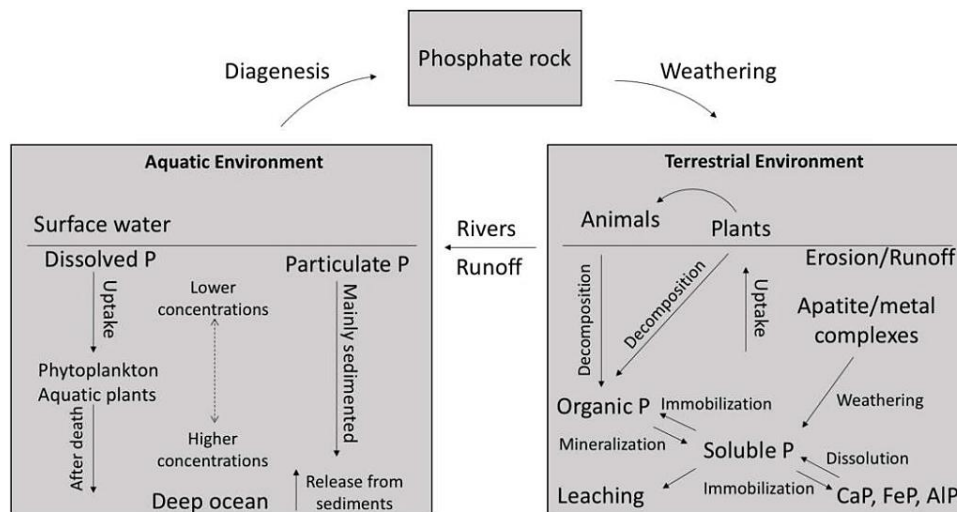 Phosphate rock
Diagenesis
Weathering
Aquatic Environment
Surface water
Dissolved P
Particulate P
Uptake
Lower
concentrations
Mainly sedimented
Phytoplankton
Aquatic plants
After death
Higher
concentrations
Deep ocean
Release from
sediments
Rivers
Runoff
Terrestrial Environment
Animals
Plants
Erosion/Runoff
Decomposition
Decomposition
Uptake
Apatite/metal
complexes
Weathering
Organic P
Immobilization
Mineralization
Soluble P
Dissolution
Leaching
Immobilization
CaP, FeP, AlP